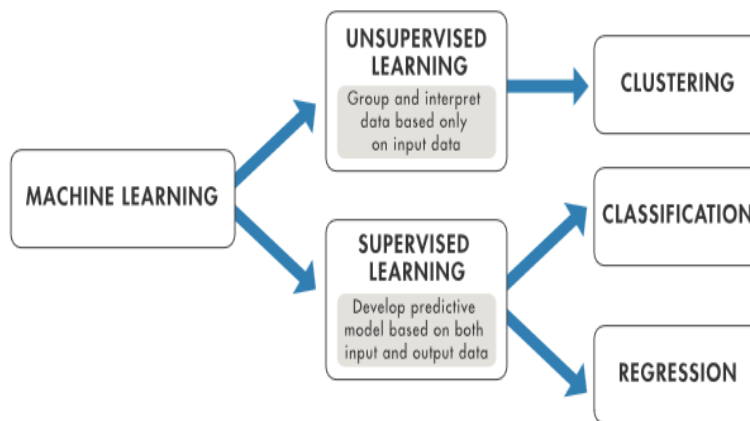 MACHINE LEARNING
UNSUPERVISED
LEARNING
Group and interpret
data based only
on input data
SUPERVISED
LEARNING
Develop predictive
model based on both
input and output data
CLUSTERING
CLASSIFICATION
REGRESSION